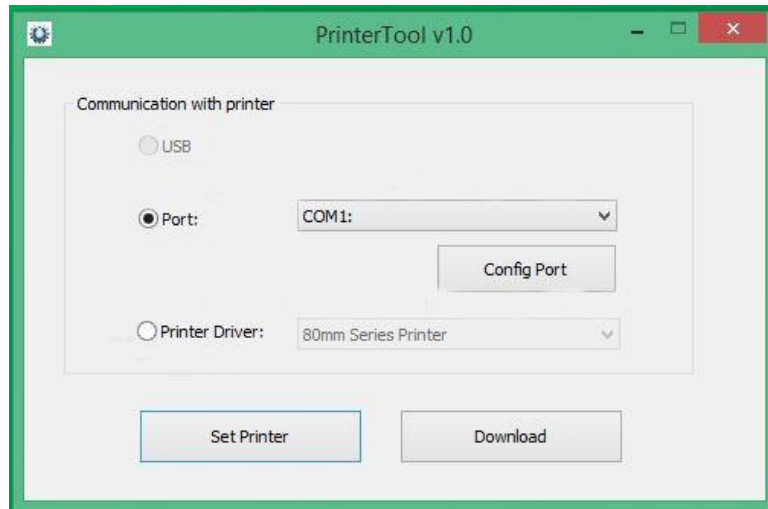 PrinterTool v1.0
Communication with printer
USB
Port: COM1:
Config Port
Printer Driver: 80mm Series Printer
Set Printer Download